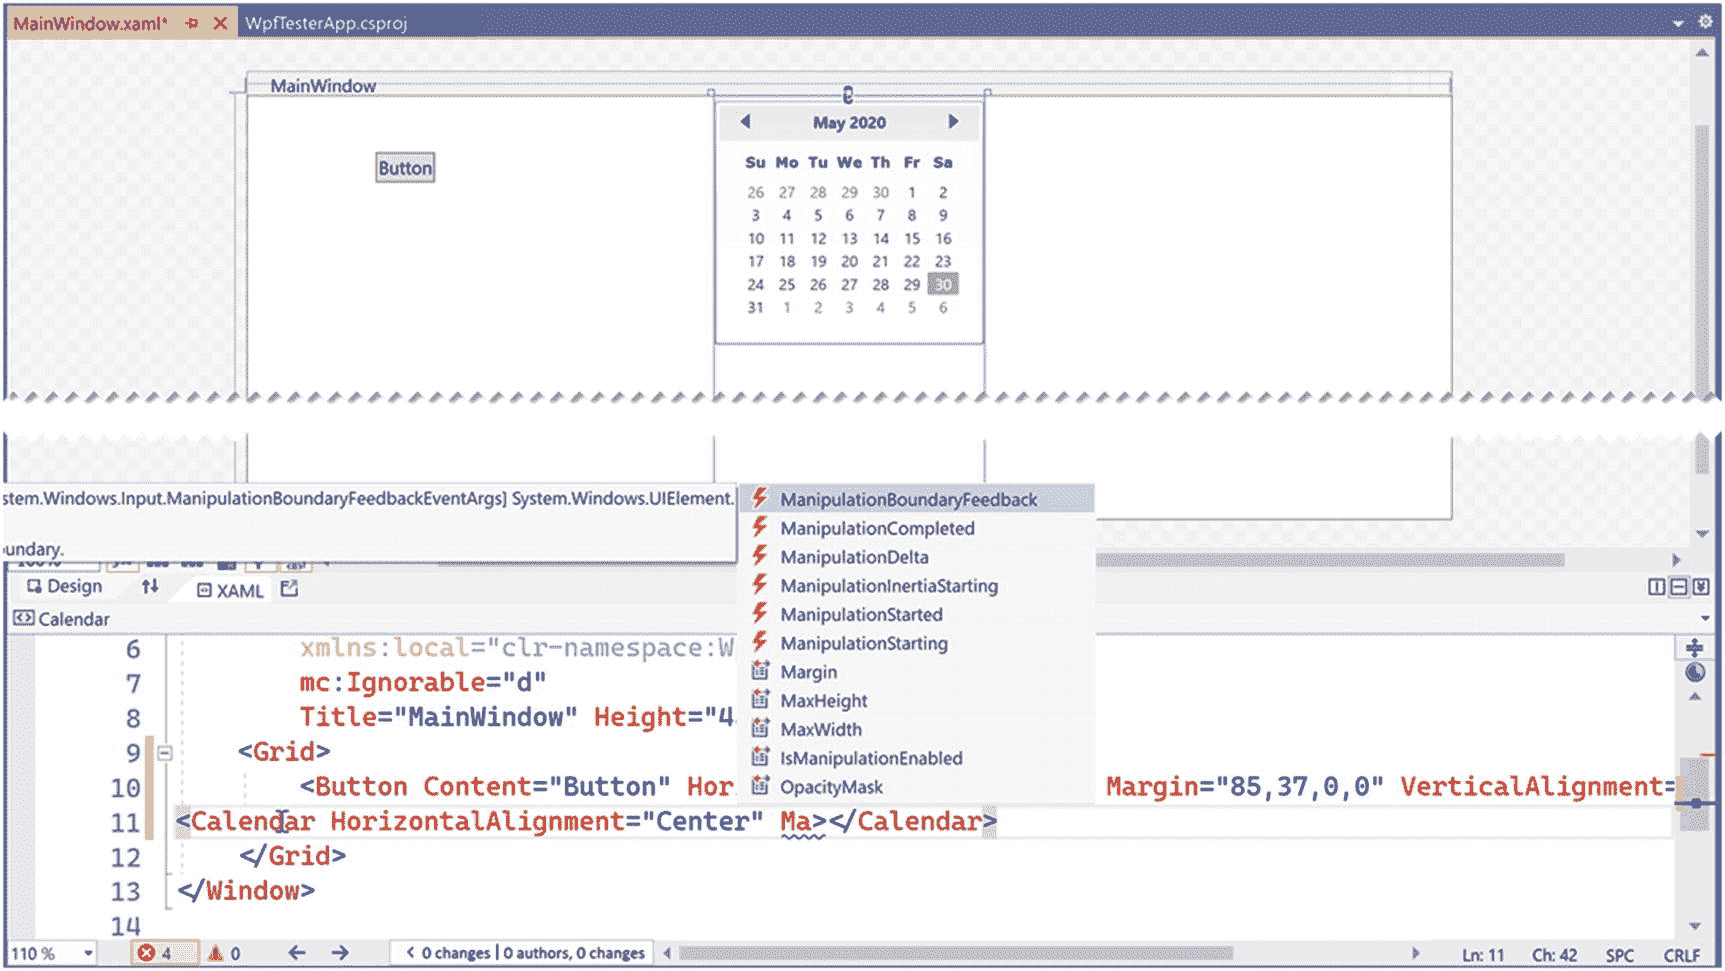 MainWindow.xaml*
WpfTesterApp.csproj
MainWindow
Button
May 2020
Su Mo Tu We Th Fr Sa
26 27 28 29 30 1 2
3 4 5 6 7 8 9
10 11 12 13 14 15 16
17 18 19 20 21 22 23
24 25 26 27 28 29 30
31 1 2 3 4 5 6
stem.Windows.Input.ManipulationBoundaryFeedbackEventArgs] System.Windows.UIElement.
oundary.
ManipulationBoundaryFeedback
ManipulationCompleted
ManipulationDelta
ManipulationInertiaStarting
ManipulationStarted
ManipulationStarting
Margin
MaxHeight
MaxWidth
IsManipulationEnabled
OpacityMask
Design XAML
Calendar
6 xmlns:local="clr-namespace:W
7 mc:Ignorable="d"
8 Title="MainWindow" Height="4
9 <Grid>
10 <Button Content="Button" Hor Margin="85,37,0,0" VerticalAlignment=
11 <Calendar HorizontalAlignment="Center" Ma></Calendar>
12 </Grid>
13 </Window>
14
110 % 4 0 0 changes | 0 authors, 0 changes Ln: 11 Ch: 42 SPC CRLF